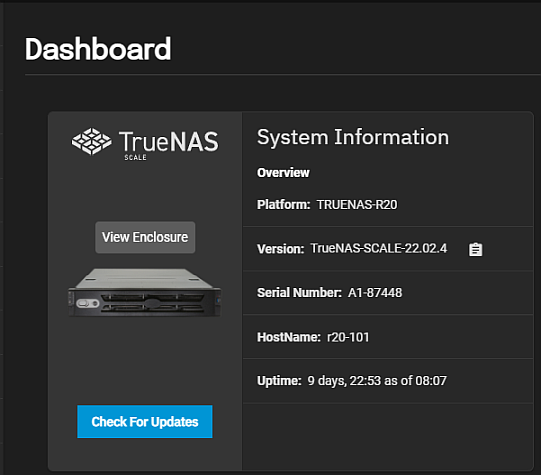 Dashboard
TrueNAS
SCALE
View Enclosure
Check For Updates
System Information
Overview
Platform: TRUENAS-R20
Version: TrueNAS-SCALE-22.02.4
Serial Number: A1-87448
HostName: r20-101
Uptime: 9 days, 22:53 as of 08:07